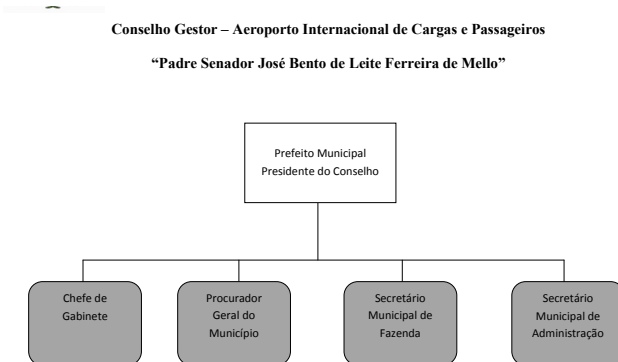 Conselho Gestor – Aeroporto Internacional de Cargas e Passageiros
“Padre Senador José Bento de Leite Ferreira de Mello”
Prefeito Municipal
Presidente do Conselho
Chefe de
Gabinete
Procurador
Geral do
Município
Secretário
Municipal de
Fazenda
Secretário
Municipal de
Administração